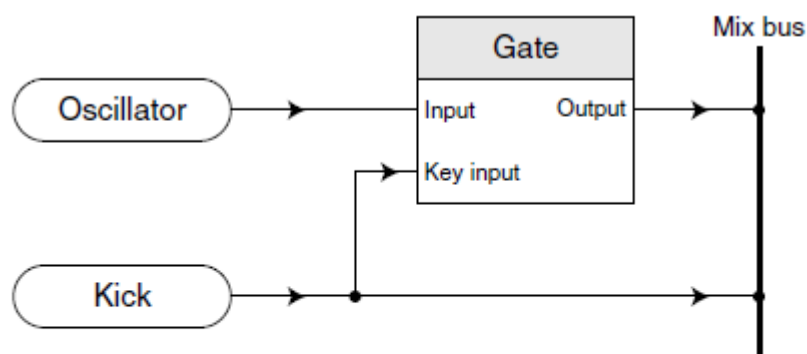 Mix bus
Gate
Oscillator
Input
Output
Key input
Kick